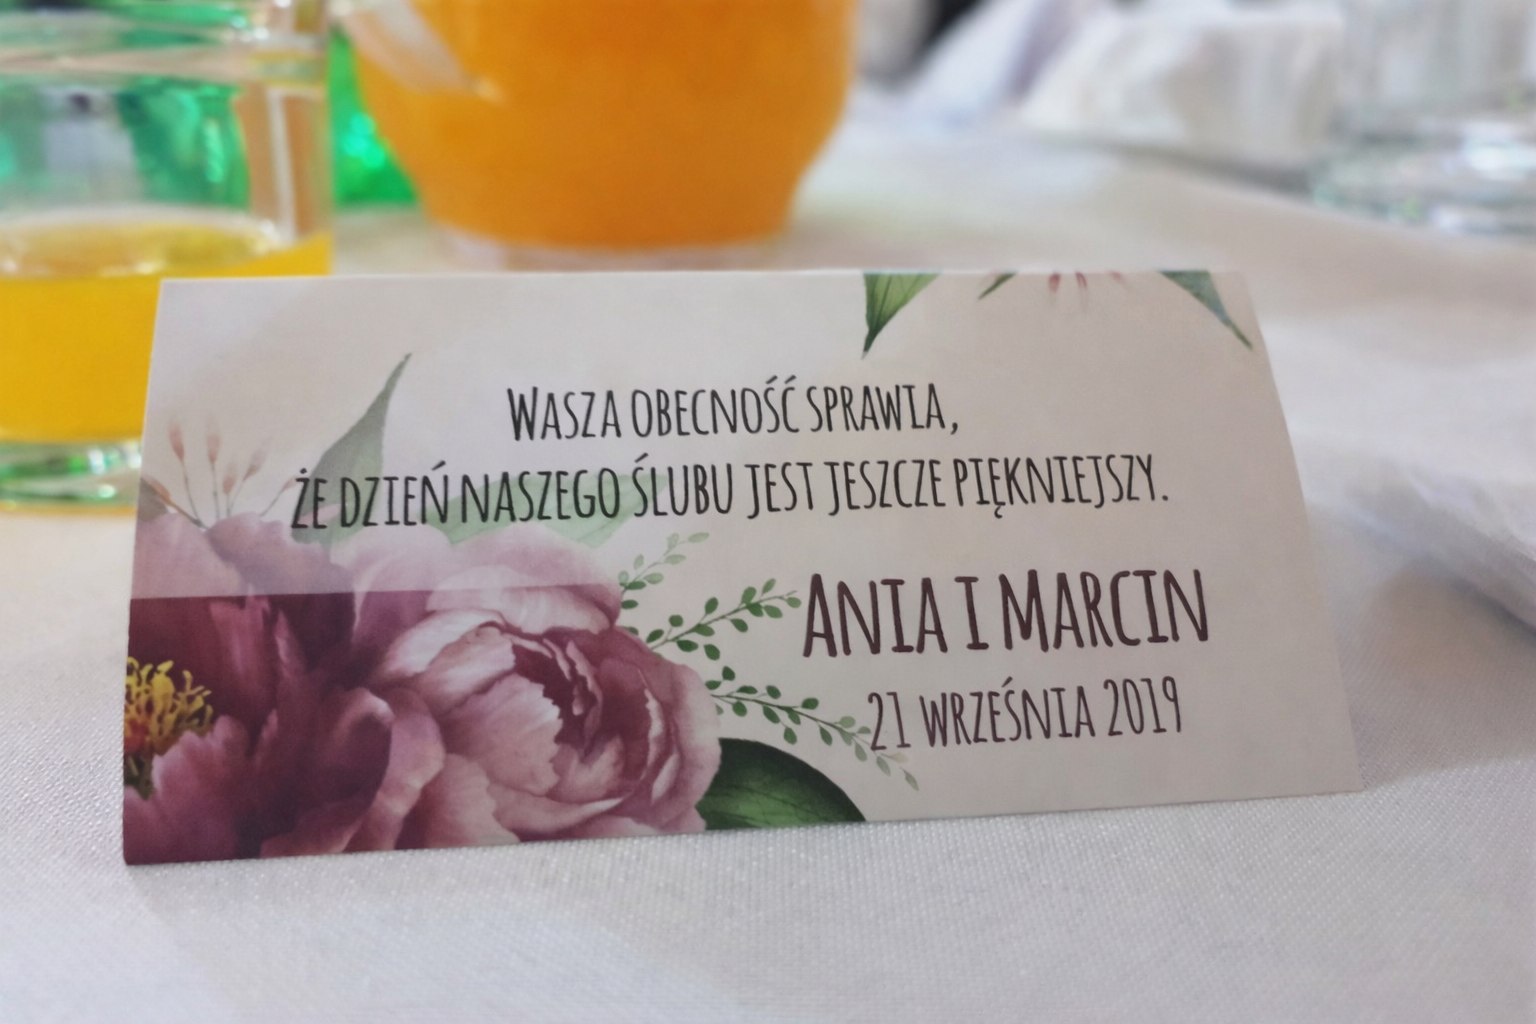 WASZA OBECNOŚĆ SPRAWIA,
ŻE DZIEŃ NASZEGO ŚLUBU JEST JESZCZE PIĘKNIEJSZY.
ANIA I MARCIN
21 WRZEŚNIA 2019